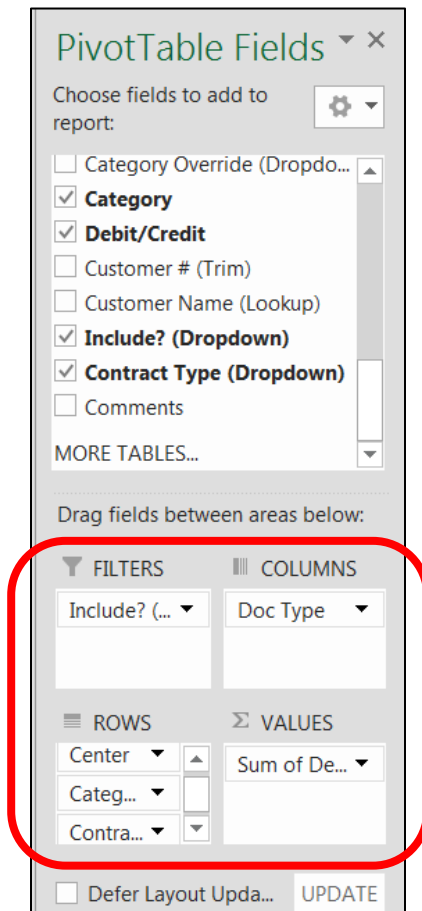 PivotTable Fields
Choose fields to add to
report:
Category Override (Dropdo...
Category
Debit/Credit
Customer # (Trim)
Customer Name (Lookup)
Include? (Dropdown)
Contract Type (Dropdown)
Comments
MORE TABLES...
Drag fields between areas below:
FILTERS
COLUMNS
Include? (...
Doc Type
ROWS
Σ VALUES
Center
Categ...
Contra...
Sum of De...
Defer Layout Upda...
UPDATE